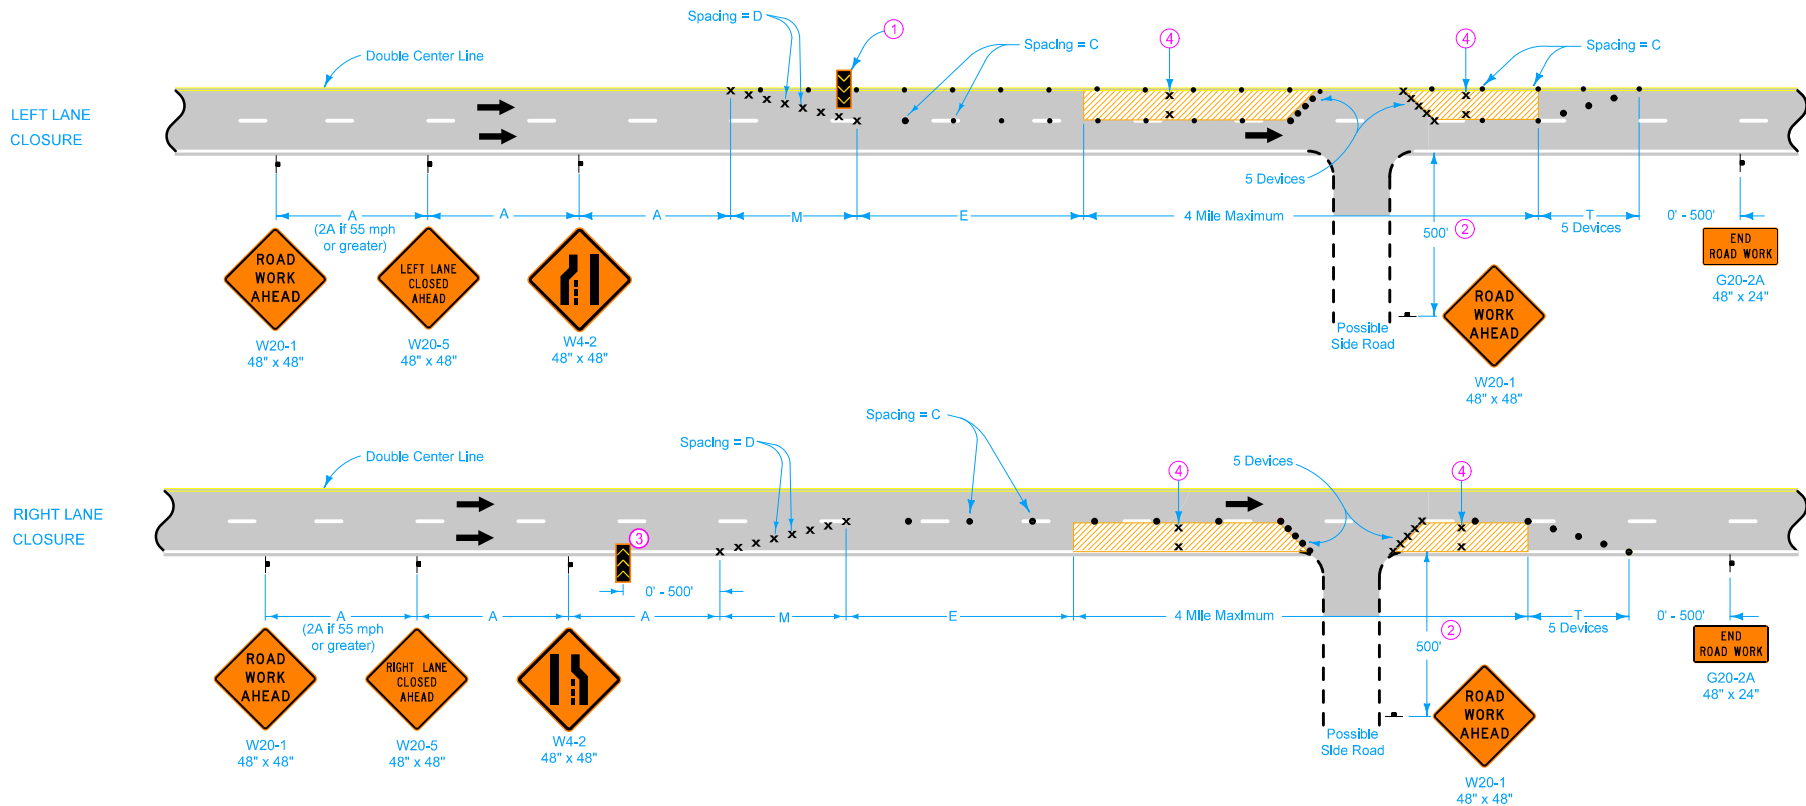 LEFT LANE
CLOSURE
Double Center Line
Spacing = D
1
Spacing = C
4
4
Spacing = C
5 Devices
A
A
A
M
E
4 Mile Maximum
T
5 Devices
0' - 500'
(2A if 55 mph
or greater)
500'
2
ROAD
WORK
AHEAD
W20-1
48" x 48"
LEFT LANE
CLOSED
AHEAD
W20-5
48" x 48"
W4-2
48" x 48"
Possible
Side Road
ROAD
WORK
AHEAD
W20-1
48" x 48"
END
ROAD WORK
G20-2A
48" x 24"
RIGHT LANE
CLOSURE
Double Center Line
Spacing = D
Spacing = C
3
0' - 500'
4
5 Devices
4
A
A
A
M
E
4 Mile Maximum
T
5 Devices
0' - 500'
(2A if 55 mph
or greater)
500'
2
ROAD
WORK
AHEAD
W20-1
48" x 48"
RIGHT LANE
CLOSED
AHEAD
W20-5
48" x 48"
W4-2
48" x 48"
Possible
Side Road
ROAD
WORK
AHEAD
W20-1
48" x 48"
END
ROAD WORK
G20-2A
48" x 24"